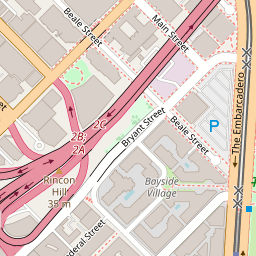 Beale Street
Main Street
The Embarcadero
2C
2B;
2A
Bryant Street
P
Beale Street
Rincon
Hill
38 m
Bayside
Village
Federal Street